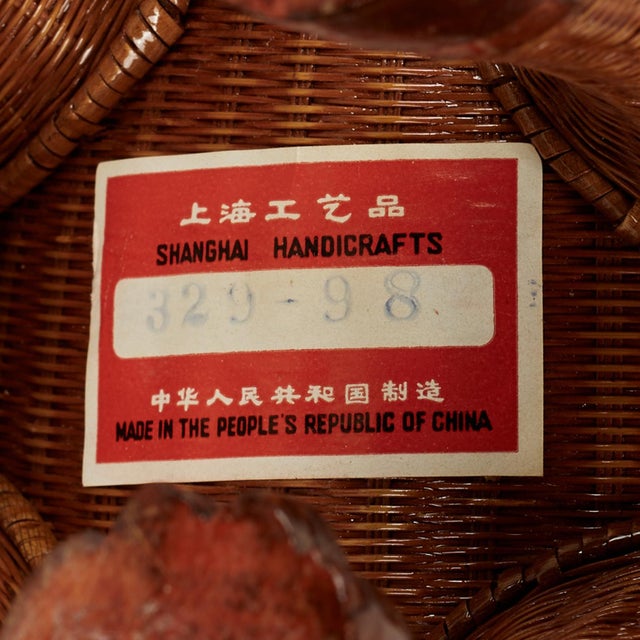 上海工艺品
SHANGHAI HANDICRAFTS
329-98
中华人民共和国制造
MADE IN THE PEOPLE'S REPUBLIC OF CHINA